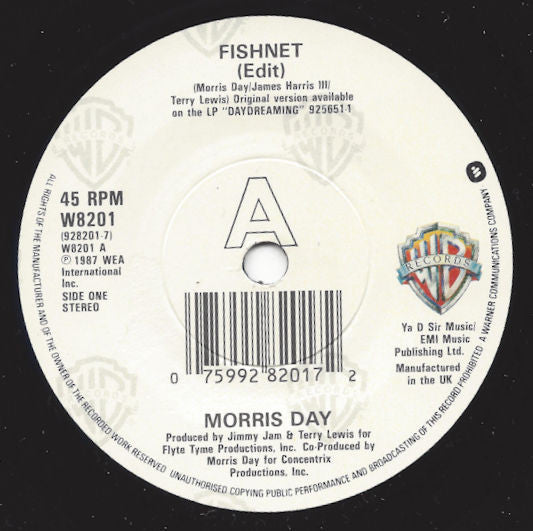 FISHNET
(Edit)
(Morris Day/James Harris III/
Terry Lewis) Original version available
on the LP "DAYDREAMING" 925651-1
45 RPM
W8201
(928201-7)
W8201 A
℗ 1987 WEA
International
Inc.
SIDE ONE
STEREO
A
WB
RECORDS
Ya D Sir Music/
EMI Music
Publishing Ltd.
Manufactured
in the UK
0 75992 82017 2
MORRIS DAY
Produced by Jimmy Jam & Terry Lewis for
Flyte Tyme Productions, Inc. Co-Produced by
Morris Day for Concentrix
Productions, Inc.
ALL RIGHTS OF THE MANUFACTURER AND OF THE OWNER OF THE RECORDED WORK RESERVED UNAUTHORISED COPYING PUBLIC PERFORMANCE AND BROADCASTING OF THIS RECORD PROHIBITED A WARNER COMMUNICATIONS COMPANY